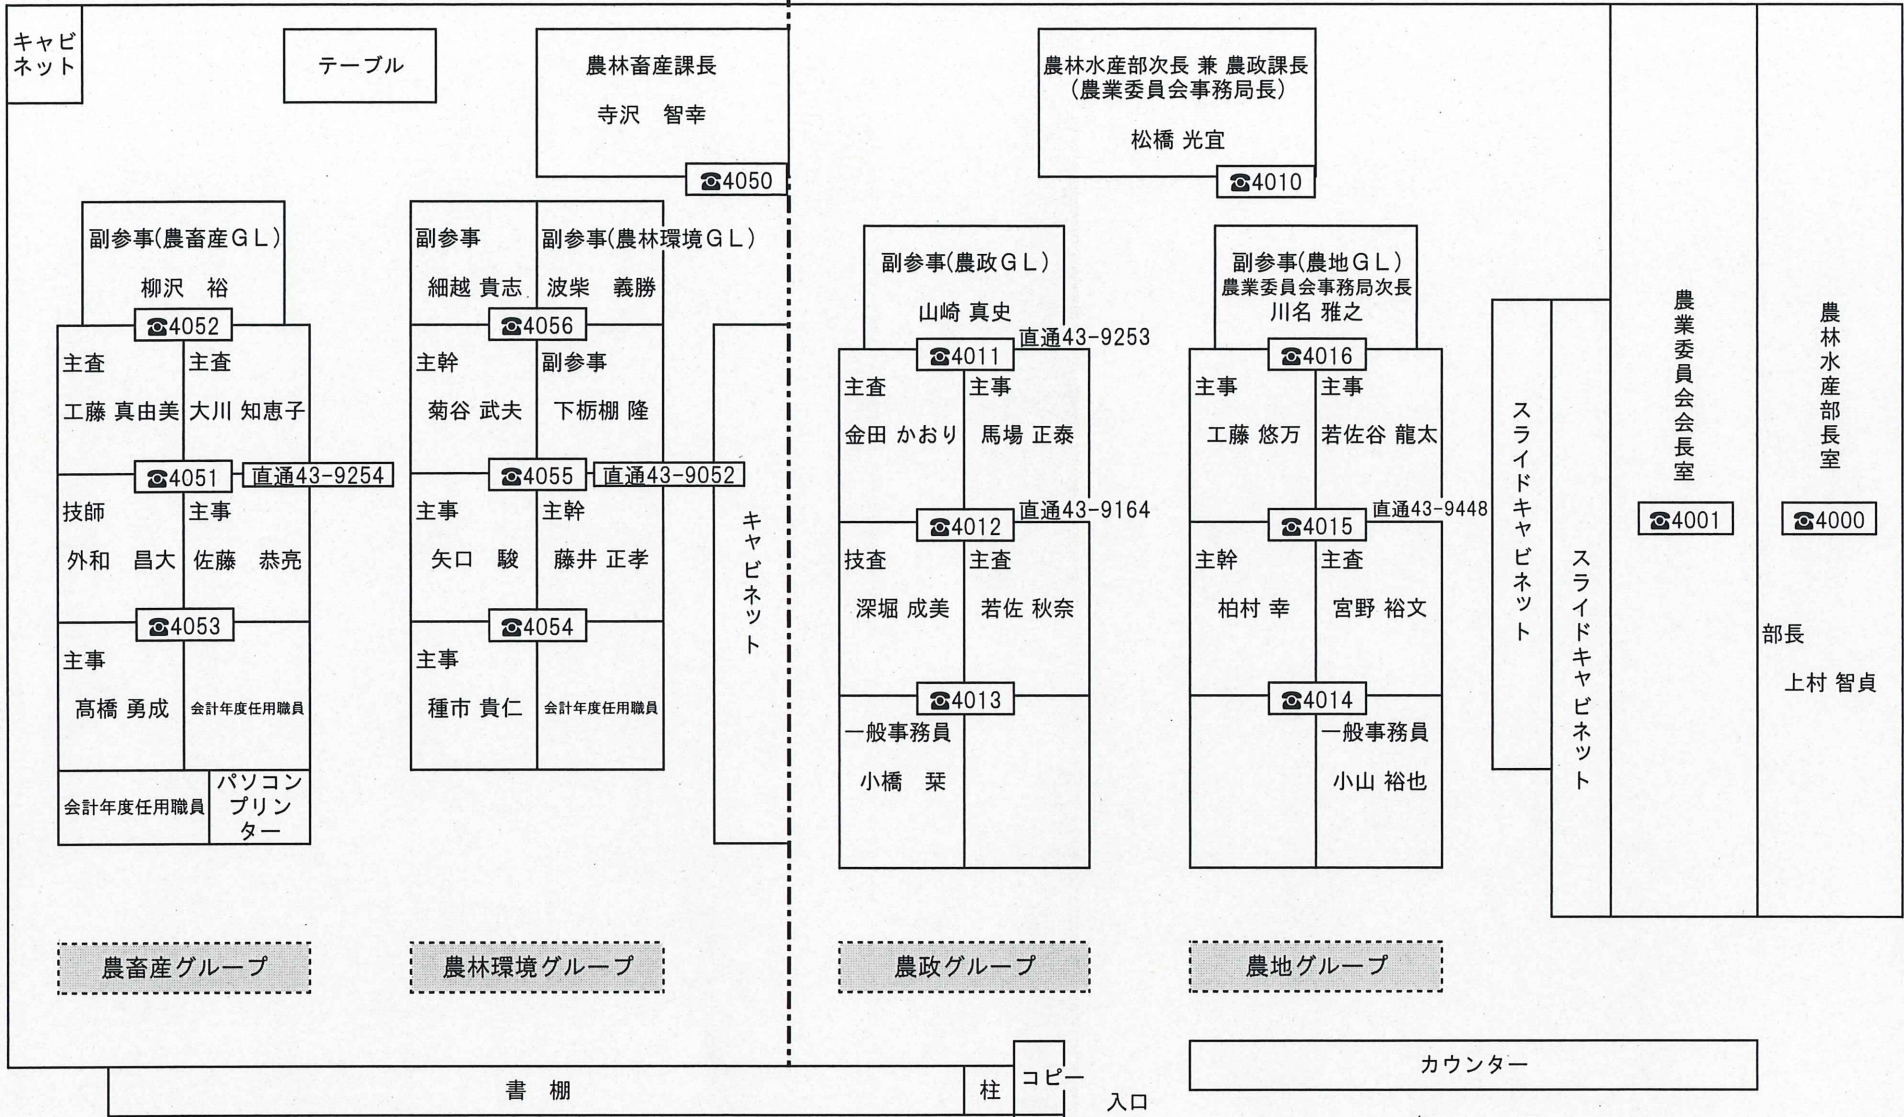 キャビ
ネット
テーブル
農林畜産課長
寺沢　智幸
☎4050
農林水産部次長 兼 農政課長
（農業委員会事務局長）
松橋 光宜
☎4010
副参事(農畜産ＧＬ)
柳沢　裕
☎4052
主査
工藤 真由美
主査
大川 知恵子
☎4051
直通43-9254
技師
外和　昌大
主事
佐藤　恭亮
☎4053
主事
髙橋 勇成
会計年度任用職員
会計年度任用職員
パソコン
プリン
ター
農畜産グループ
副参事
細越 貴志
副参事(農林環境ＧＬ)
波柴　義勝
☎4056
主幹
菊谷 武夫
副参事
下栃棚 隆
☎4055
直通43-9052
主事
矢口　駿
主幹
藤井 正孝
☎4054
主事
種市 貴仁
会計年度任用職員
農林環境グループ
キャビネット
副参事(農政ＧＬ)
山崎 真史
直通43-9253
☎4011
主査
金田 かおり
主事
馬場 正泰
直通43-9164
☎4012
技査
深堀 成美
主査
若佐 秋奈
☎4013
一般事務員
小橋　栞
農政グループ
副参事(農地ＧＬ)
農業委員会事務局次長
川名 雅之
☎4016
主事
工藤 悠万
主事
若佐谷 龍太
直通43-9448
☎4015
主幹
柏村 幸
主査
宮野 裕文
☎4014
一般事務員
小山 裕也
農地グループ
スライドキャビネット
スライドキャビネット
農業委員会会長室
☎4001
農林水産部長室
☎4000
部長
上村 智貞
書　棚
柱
コピー
入口
カウンター